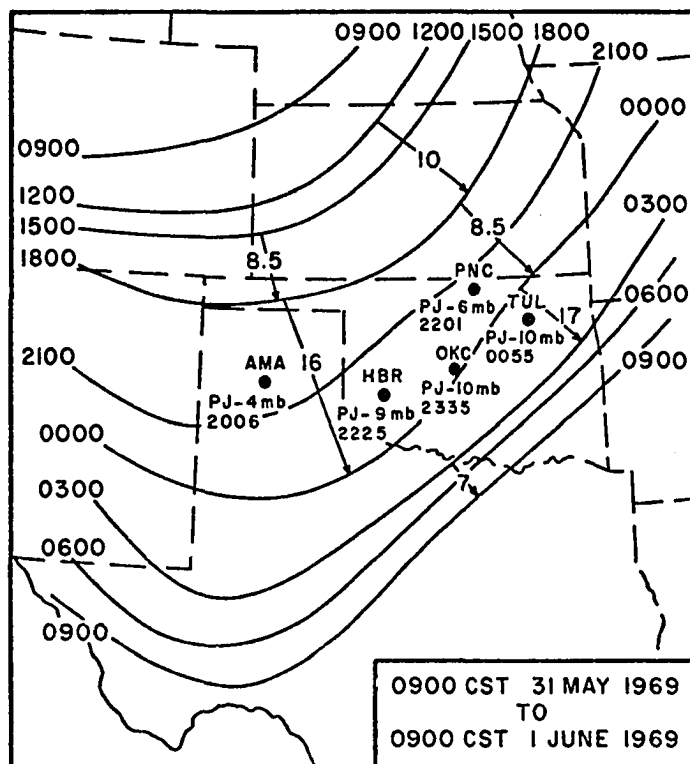 0900 1200 1500 1800
2100
0000
0900
1200
1500
1800
10
0300
8.5
8.5
PNC
0600
PJ-6mb
2201
TUL
17
PJ-10mb
0055
0900
2100
AMA
16
PJ-4mb
2006
HBR
PJ-9mb
2225
OKC
PJ-10mb
2335
0000
0300
7
0600
0900
0900 CST 31 MAY 1969
TO
0900 CST 1 JUNE 1969